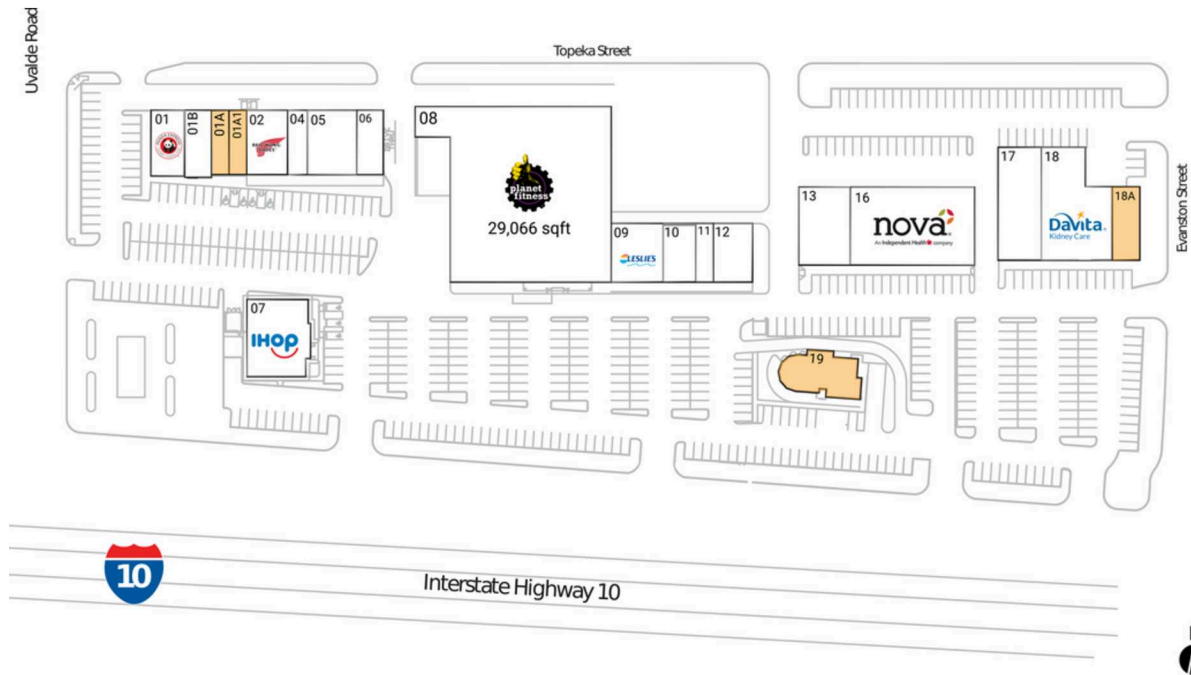 Uvalde Road
Topeka Street
01
01B
01A
01A1
02
04
05
06
08
planet
fitness
29,066 sqft
09
LESLIE'S
10
11
12
13
16
nova
An Independent Health company
17
18
DaVita
Kidney Care
18A
Evanston Street
07
IHOP
19
10
Interstate Highway 10